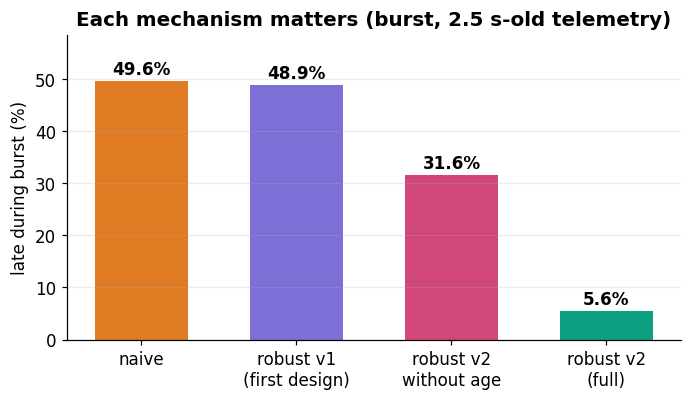 Each mechanism matters (burst, 2.5 s-old telemetry)
late during burst (%)
50
40
30
20
10
0
49.6%
48.9%
31.6%
5.6%
naive
robust v1
(first design)
robust v2
without age
robust v2
(full)